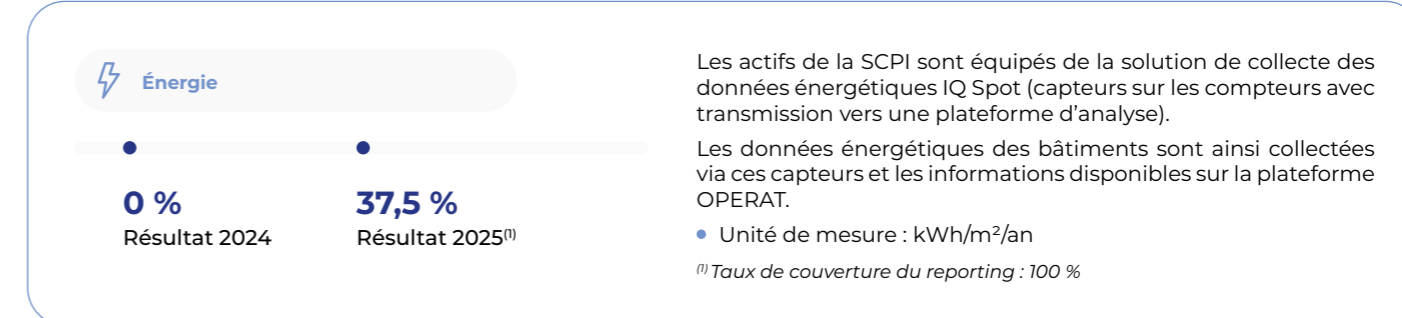 Énergie
0 %
Résultat 2024
37,5 %
Résultat 2025(1)
Les actifs de la SCPI sont équipés de la solution de collecte des
données énergétiques IQ Spot (capteurs sur les compteurs avec
transmission vers une plateforme d’analyse).
Les données énergétiques des bâtiments sont ainsi collectées
via ces capteurs et les informations disponibles sur la plateforme
OPERAT.
• Unité de mesure : kWh/m²/an
(1) Taux de couverture du reporting : 100 %